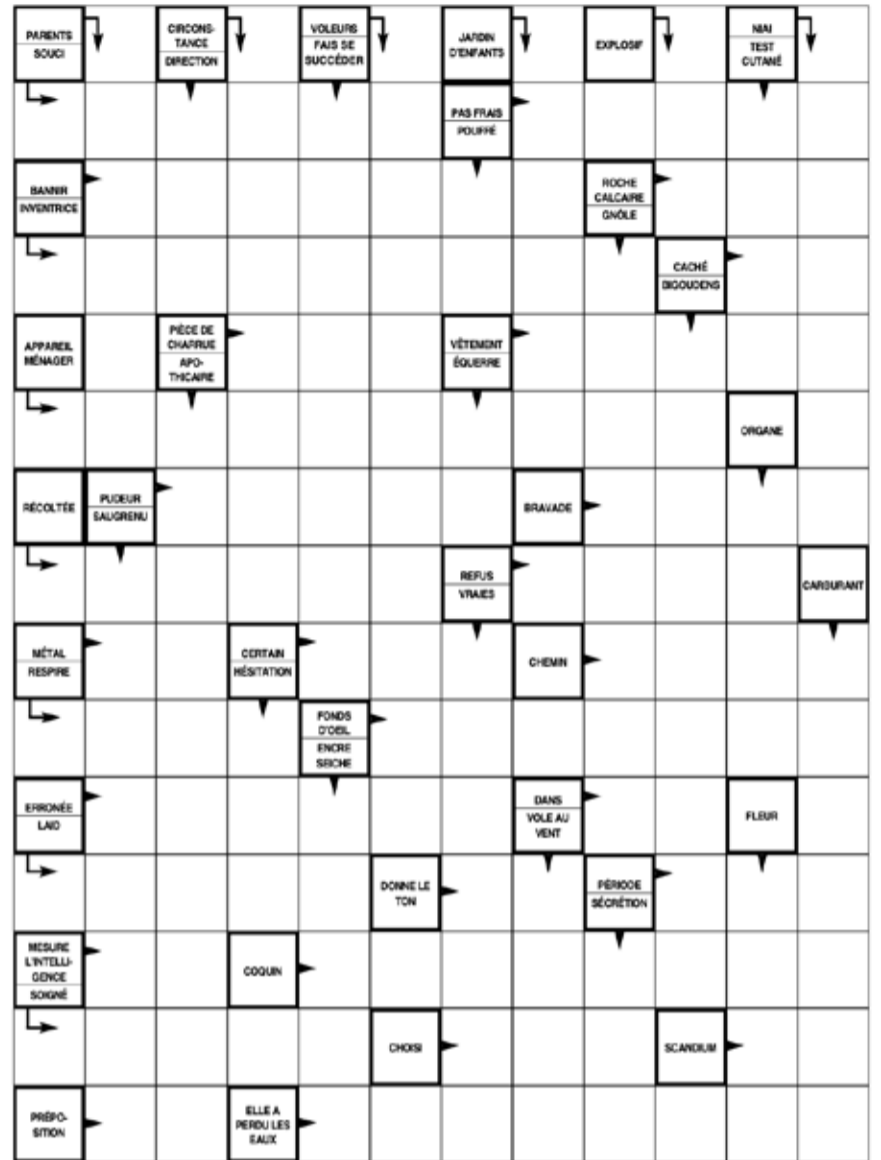 PARENTS
SOUCI
CIRCONS-
TANCE
DIRECTION
VOLEURS
FAIS SE
SUCCÉDER
JARDIN
D'ENFANTS
EXPLOSIF
NIAI
TEST
CUTANÉ
PAS FRAIS
POUFFÉ
BANNIR
INVENTRICE
ROCHE
CALCAIRE
GNÔLE
CACHÉ
BIGOUDENS
APPAREIL
MÉNAGER
PIÈCE DE
CHARRUE
APO-
THICAIRE
VÊTEMENT
ÉQUERRE
ORGANE
RÉCOLTÉE
PUDEUR
SAUGRENU
BRAVADE
REFUS
VRAIES
CARBURANT
MÉTAL
RESPIRE
CERTAIN
HÉSITATION
CHEMIN
FONDS
D'OEIL
ENCRE
SEICHE
ERRONÉE
LAID
DANS
VOLE AU
VENT
FLEUR
DONNE LE
TON
PÉRIODE
SÉCRÉTION
MESURE
L'INTELLI-
GENCE
SOIGNÉ
COQUIN
CHOISI
SCANDIUM
PRÉPO-
SITION
ELLE A
PERDU LES
EAUX